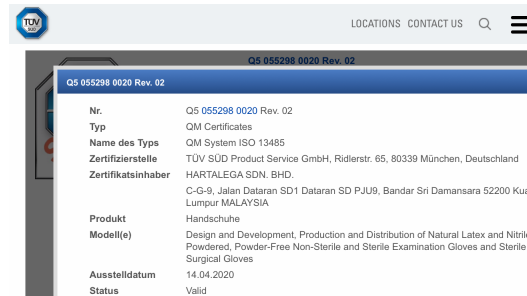 TÜV
SÜD
LOCATIONS CONTACT US
Q5 055298 0020 Rev. 02
Q5 055298 0020 Rev. 02
Nr. Q5 055298 0020 Rev. 02
Typ QM Certificates
Name des Typs QM System ISO 13485
Zertifizierstelle TÜV SÜD Product Service GmbH, Ridlerstr. 65, 80339 München, Deutschland
Zertifikatsinhaber HARTALEGA SDN. BHD.
C-G-9, Jalan Dataran SD1 Dataran SD PJU9, Bandar Sri Damansara 52200 Kua
Lumpur MALAYSIA
Produkt Handschuhe
Modell(e) Design and Development, Production and Distribution of Natural Latex and Nitrile
Powdered, Powder-Free Non-Sterile and Sterile Examination Gloves and Sterile
Surgical Gloves
Ausstelldatum 14.04.2020
Status Valid